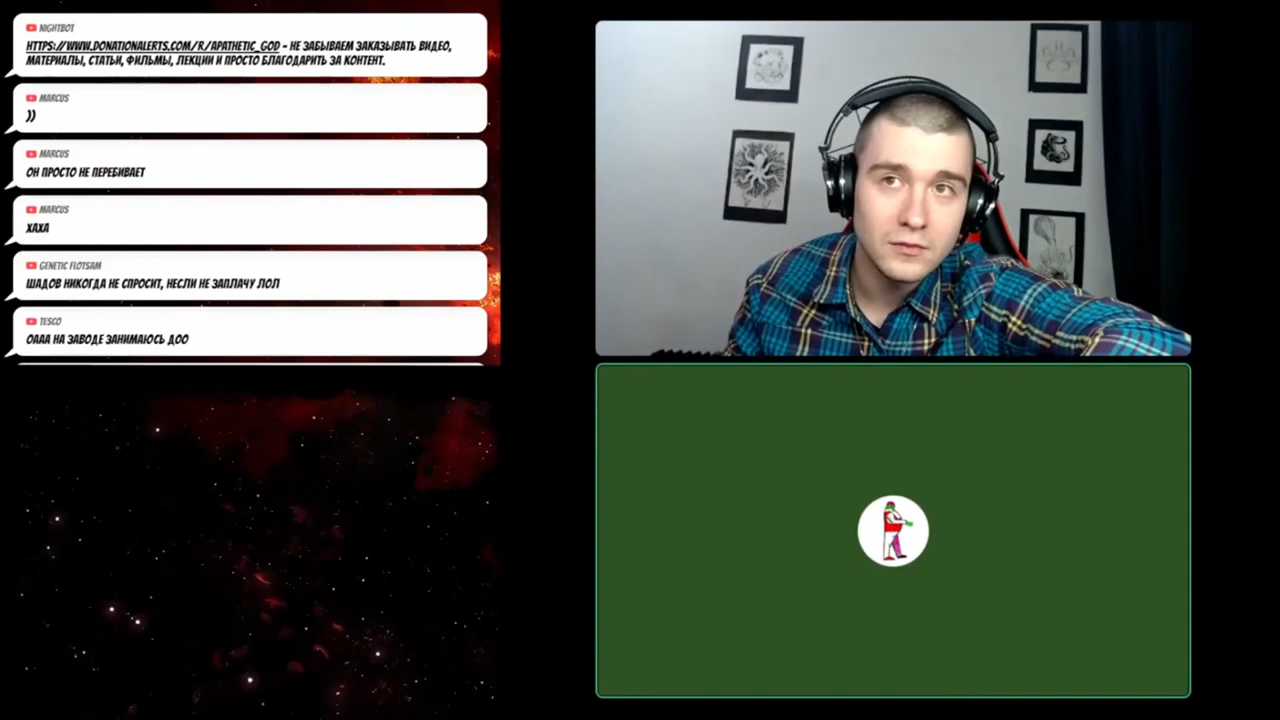 NIGHTBOT
HTTPS://WWW.DONATIONALERTS.COM/R/APATHETIC_GOD - НЕ ЗАБЫВАЕМ ЗАКАЗЫВАТЬ ВИДЕО,
МАТЕРИАЛЫ, СТАТЬИ, ФИЛЬМЫ, ЛЕКЦИИ И ПРОСТО БЛАГОДАРИТЬ ЗА КОНТЕНТ.
MARCUS
))
MARCUS
ОН ПРОСТО НЕ ПЕРЕБИВАЕТ
MARCUS
ХАХА
GENETIC FLOTSAM
ШАДОВ НИКОГДА НЕ СПРОСИТ, НЕСЛИ НЕ ЗАПЛАЧУ ЛОЛ
TESCO
ОААА НА ЗАВОДЕ ЗАНИМАЮСЬ ДОО